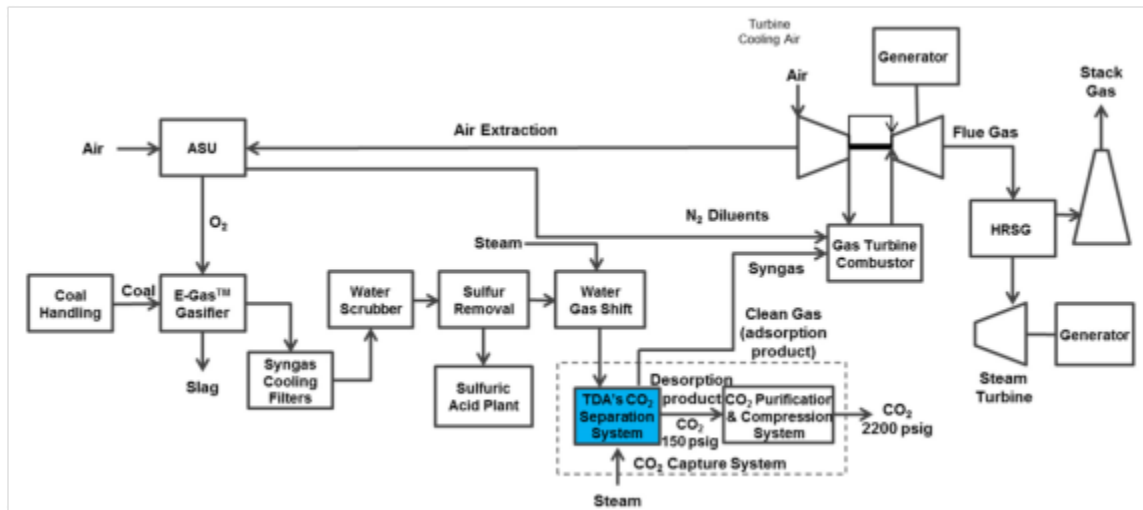 Turbine
Cooling Air
Generator
Air
Stack
Gas
Air Extraction
Flue Gas
Air
ASU
N₂ Diluents
O₂
Steam
HRSG
Gas Turbine
Combustor
Syngas
Coal
Handling
Coal
E-Gas™
Gasifier
Water
Scrubber
Sulfur
Removal
Water
Gas Shift
Clean Gas
(adsorption
product)
Generator
Syngas
Cooling
Filters
Slag
Sulfuric
Acid Plant
Steam
Turbine
Desorption
product
TDA's CO₂
Separation
System
CO₂
150 psig
CO₂ Purification
& Compression
System
CO₂
2200 psig
CO₂ Capture System
Steam